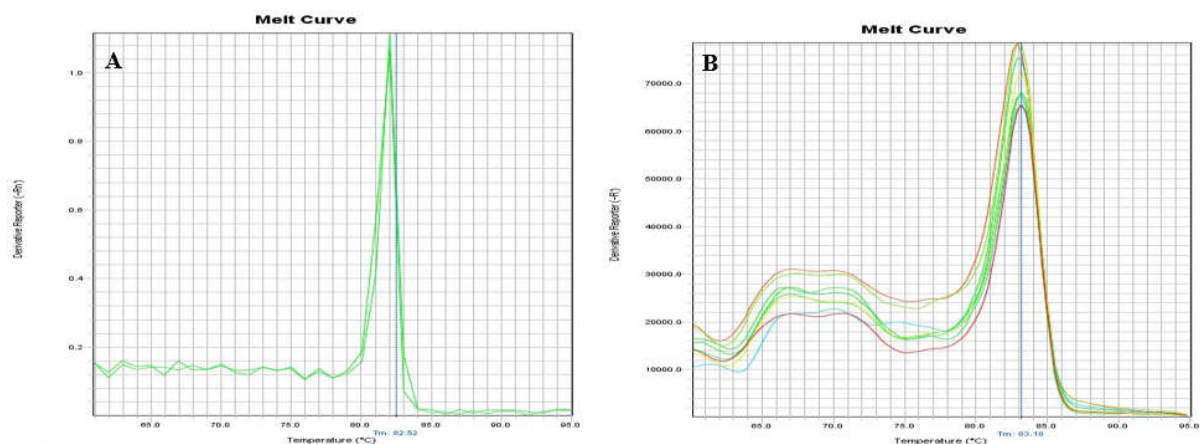 Melt Curve
A
Derivative Reporter (-Rn')
1.0
0.8
0.6
0.4
0.2
65.0 70.0 75.0 80.0 85.0 90.0 95.0
Tm: 82.52
Temperature (°C)
Melt Curve
B
Derivative Reporter (-R')
70000.0
60000.0
50000.0
40000.0
30000.0
20000.0
10000.0
65.0 70.0 75.0 80.0 85.0 90.0 95.0
Tm: 83.18
Temperature (°C)